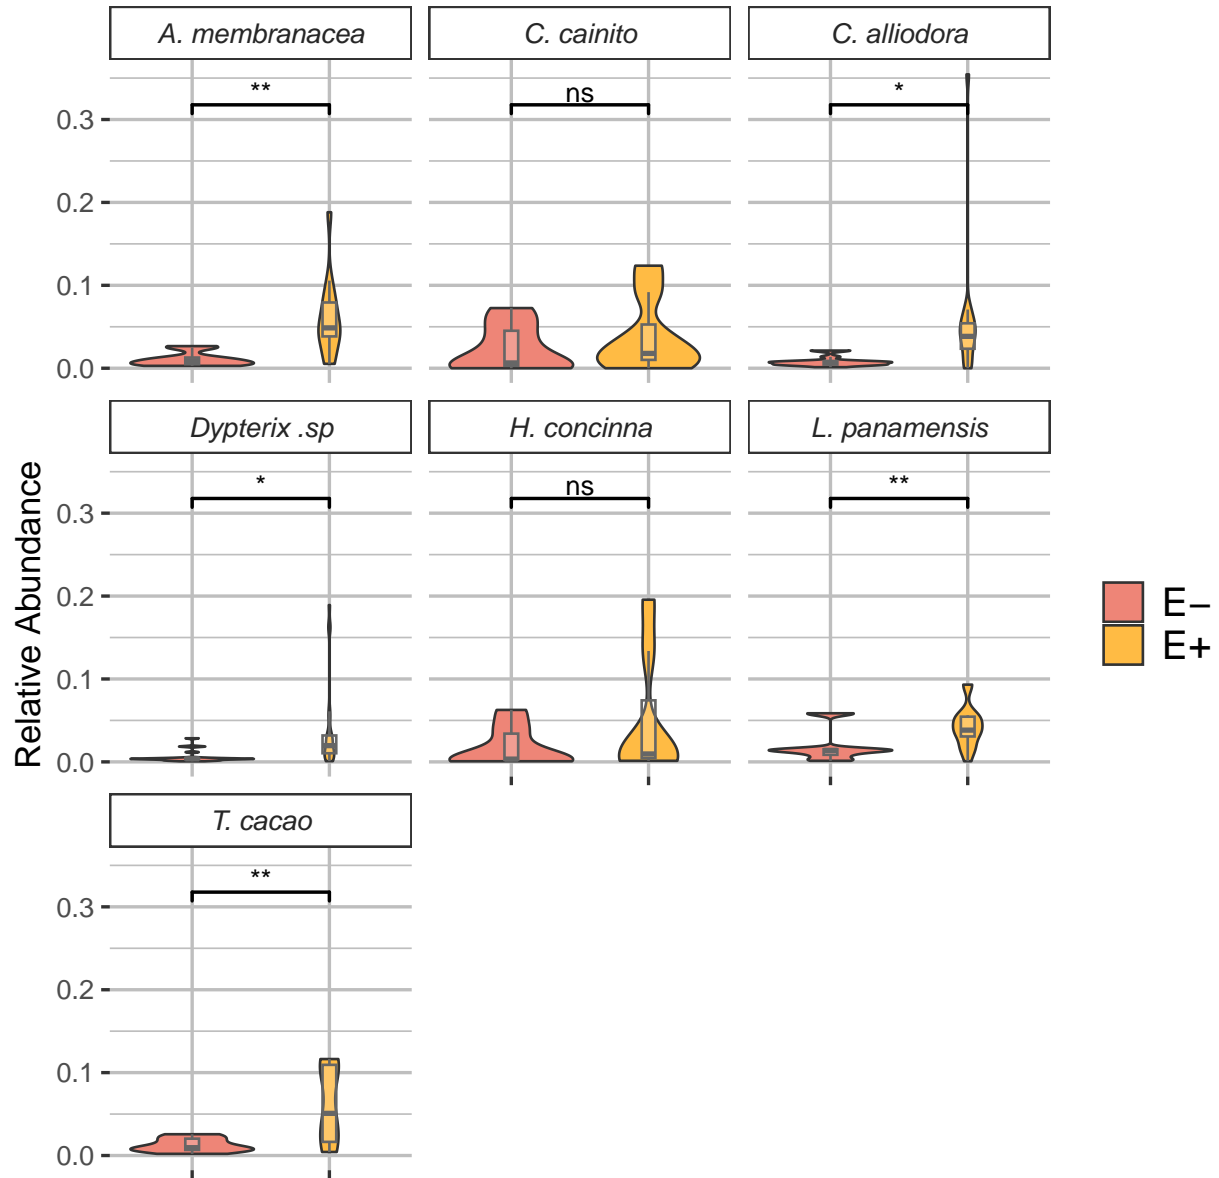 A. membranacea
C. cainito
C. alliodora
**
ns
*
0.3
0.2
0.1
0.0
Dypterix .sp
H. concinna
L. panamensis
*
ns
**
0.3
0.2
0.1
0.0
Relative Abundance
E−
E+
T. cacao
**
0.3
0.2
0.1
0.0